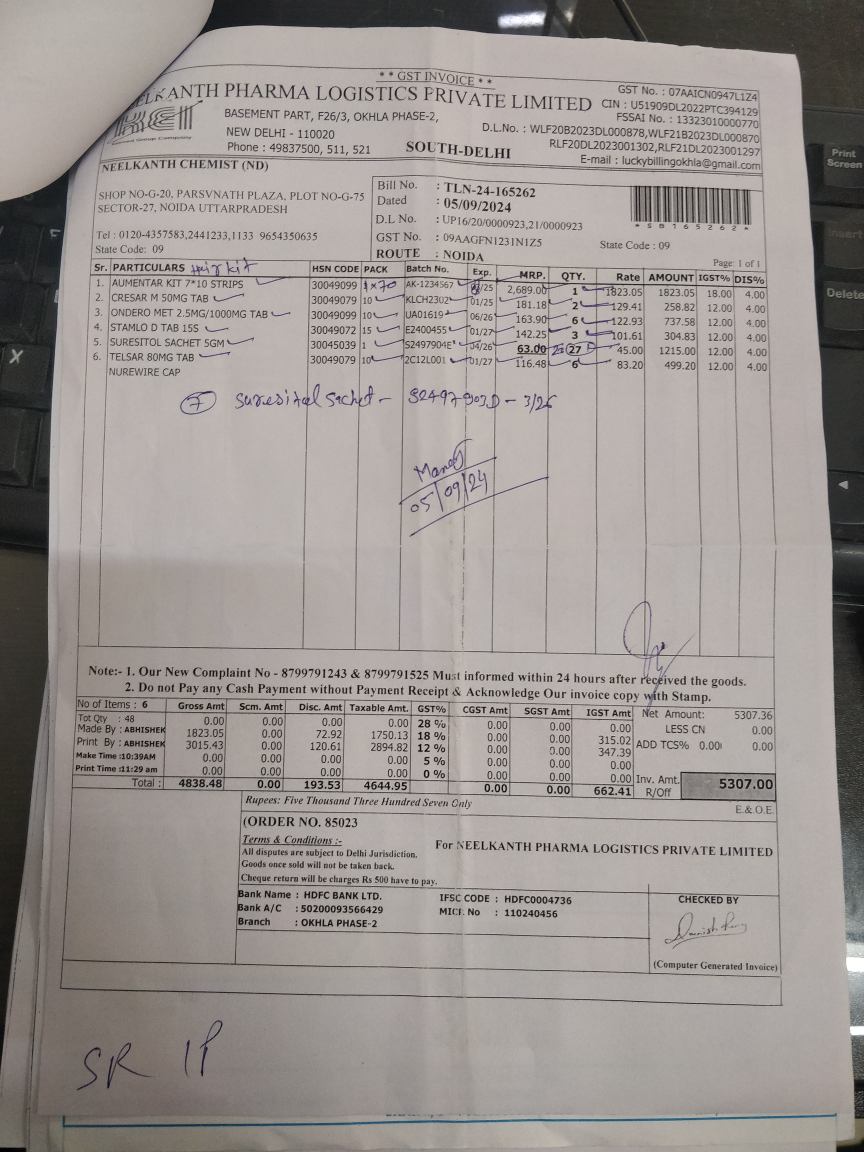 ** GST INVOICE **
GST No. : 07AAICN0947L1Z4
KANTH PHARMA LOGISTICS PRIVATE LIMITED
CIN : U51909DL2022PTC394129
FSSAI No. : 13323010000770
BASEMENT PART, F26/3, OKHLA PHASE-2,
D.L.No. : WLF20B2023DL000878,WLF21B2023DL000870
NEW DELHI - 110020
RLF20DL2023001302,RLF21DL2023001297
Phone : 49837500, 511, 521
SOUTH-DELHI
E-mail : luckybillingokhla@gmail.com
NEELKANTH CHEMIST (ND)
SHOP NO-G-20, PARSVNATH PLAZA, PLOT NO-G-75
SECTOR-27, NOIDA UTTARPRADESH
Tel : 0120-4357583,2441233,1133 9654350635
State Code: 09
Bill No. : TLN-24-165262
Dated : 05/09/2024
D.L No. : UP16/20/0000923,21/0000923
GST No. : 09AAGFN1231N1Z5
State Code : 09
ROUTE : NOIDA
*SB165262*
Page: 1 of 1
Sr. PARTICULARS Hair kit HSN CODE PACK Batch No. Exp. MRP. QTY. Rate AMOUNT IGST% DIS%
1. AUMENTAR KIT 7*10 STRIPS 30049099 1x70 AK-1234567 /25 2,689.00 1 1823.05 1823.05 18.00 4.00
2. CRESAR M 50MG TAB 30049079 10 KLCH2302 01/25 181.18 2 129.41 258.82 12.00 4.00
3. ONDERO MET 2.5MG/1000MG TAB 30049099 10 UA01619 06/26 163.90 6 122.93 737.58 12.00 4.00
4. STAMLO D TAB 15S 30049072 15 E2400455 01/27 142.25 3 101.61 304.83 12.00 4.00
5. SURESITOL SACHET 5GM 30045039 1 S2497904E 04/26 63.00 27 45.00 1215.00 12.00 4.00
6. TELSAR 80MG TAB 30049079 10 2C12L001 01/27 116.48 6 83.20 499.20 12.00 4.00
NUREWIRE CAP
7 Suresital Sachet - S2497903D - 3/26
Manoj
05/09/24
Note:- 1. Our New Complaint No - 8799791243 & 8799791525 Must informed within 24 hours after received the goods.
2. Do not Pay any Cash Payment without Payment Receipt & Acknowledge Our invoice copy with Stamp.
No of Items : 6 Gross Amt Scm. Amt Disc. Amt Taxable Amt. GST% CGST Amt SGST Amt IGST Amt
Tot Qty : 48 0.00 0.00 0.00 0.00 28 % 0.00 0.00 0.00
Made By : ABHISHEK 1823.05 0.00 72.92 1750.13 18 % 0.00 0.00 315.02
Print By : ABHISHEK 3015.43 0.00 120.61 2894.82 12 % 0.00 0.00 347.39
Make Time :10:39AM 0.00 0.00 0.00 0.00 5 % 0.00 0.00 0.00
Print Time :11:29 am 0.00 0.00 0.00 0.00 0 % 0.00 0.00 0.00
Total : 4838.48 0.00 193.53 4644.95 0.00 0.00 662.41
Net Amount: 5307.36
LESS CN 0.00
ADD TCS% 0.00 0.00
Inv. Amt. 5307.00
R/Off
Rupees: Five Thousand Three Hundred Seven Only
E.& O.E.
(ORDER NO. 85023
Terms & Conditions :-
All disputes are subject to Delhi Jurisdiction.
Goods once sold will not be taken back.
Cheque return will be charges Rs 500 have to pay.
For NEELKANTH PHARMA LOGISTICS PRIVATE LIMITED
Bank Name : HDFC BANK LTD.
Bank A/C : 50200093566429
Branch : OKHLA PHASE-2
IFSC CODE : HDFC0004736
MICR No : 110240456
CHECKED BY
(Computer Generated Invoice)
SR IP
Print
Screen
Insert
Delete
X